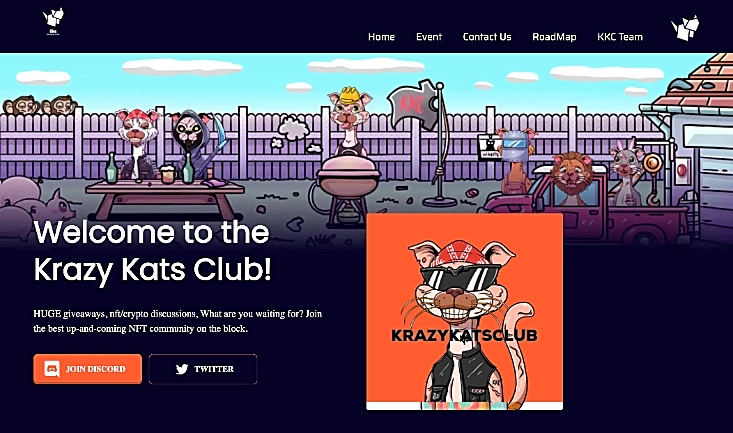 Home Event Contact Us RoadMap KKC Team
KKC
Welcome to the
Krazy Kats Club!
HUGE giveaways, nft/crypto discussions, What are you waiting for? Join
the best up-and-coming NFT community on the block.
JOIN DISCORD TWITTER
KRAZYKATSCLUB